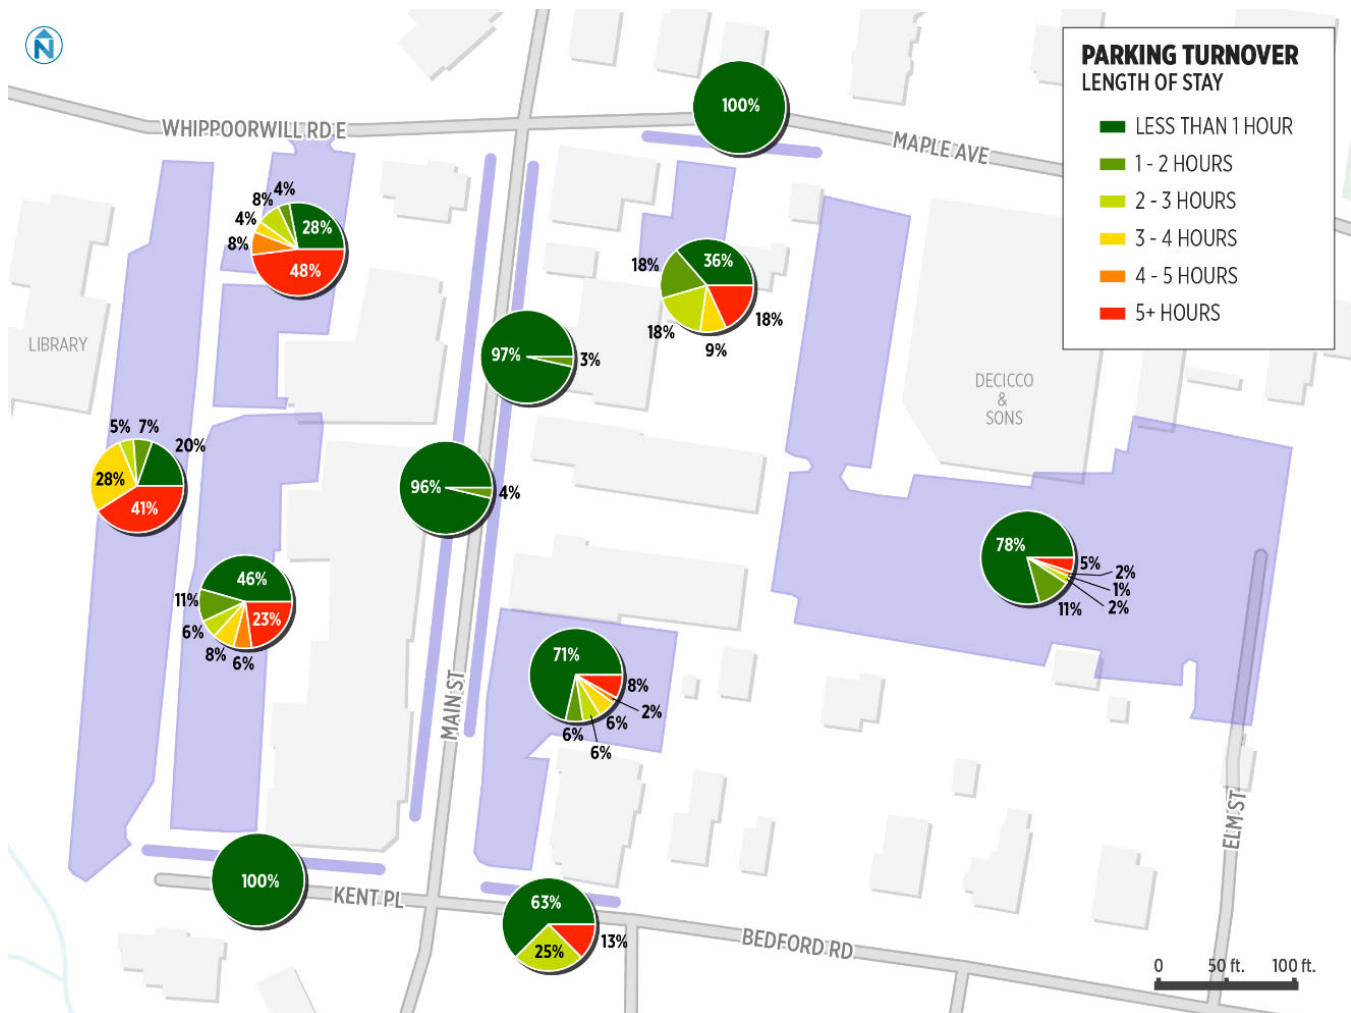 N
PARKING TURNOVER
LENGTH OF STAY
LESS THAN 1 HOUR
1 - 2 HOURS
2 - 3 HOURS
3 - 4 HOURS
4 - 5 HOURS
5+ HOURS
100%
WHIPPOORWILL RD E
MAPLE AVE
8%
4%
4%
28%
8%
48%
36%
18%
18%
18%
9%
97%
3%
LIBRARY
DECICCO
&
SONS
5%
7%
20%
28%
41%
96%
4%
78%
5%
2%
1%
2%
11%
46%
11%
23%
6%
8%
6%
71%
8%
2%
6%
6%
6%
MAIN ST
ELM ST
100%
KENT PL
63%
25%
13%
BEDFORD RD
0 50 ft. 100 ft.